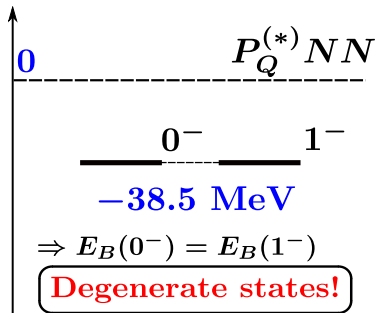 P_Q^{(*)}NN
0
0⁻ 1⁻
−38.5 MeV
⇒ E_B(0⁻) = E_B(1⁻)
Degenerate states!